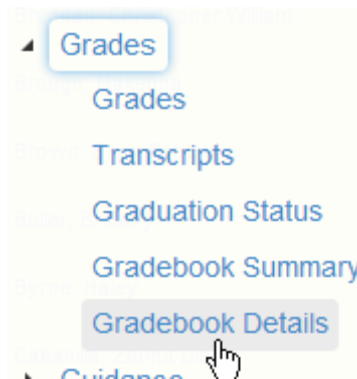 Grades
Grades
Transcripts
Graduation Status
Gradebook Summary
Gradebook Details
Guidance